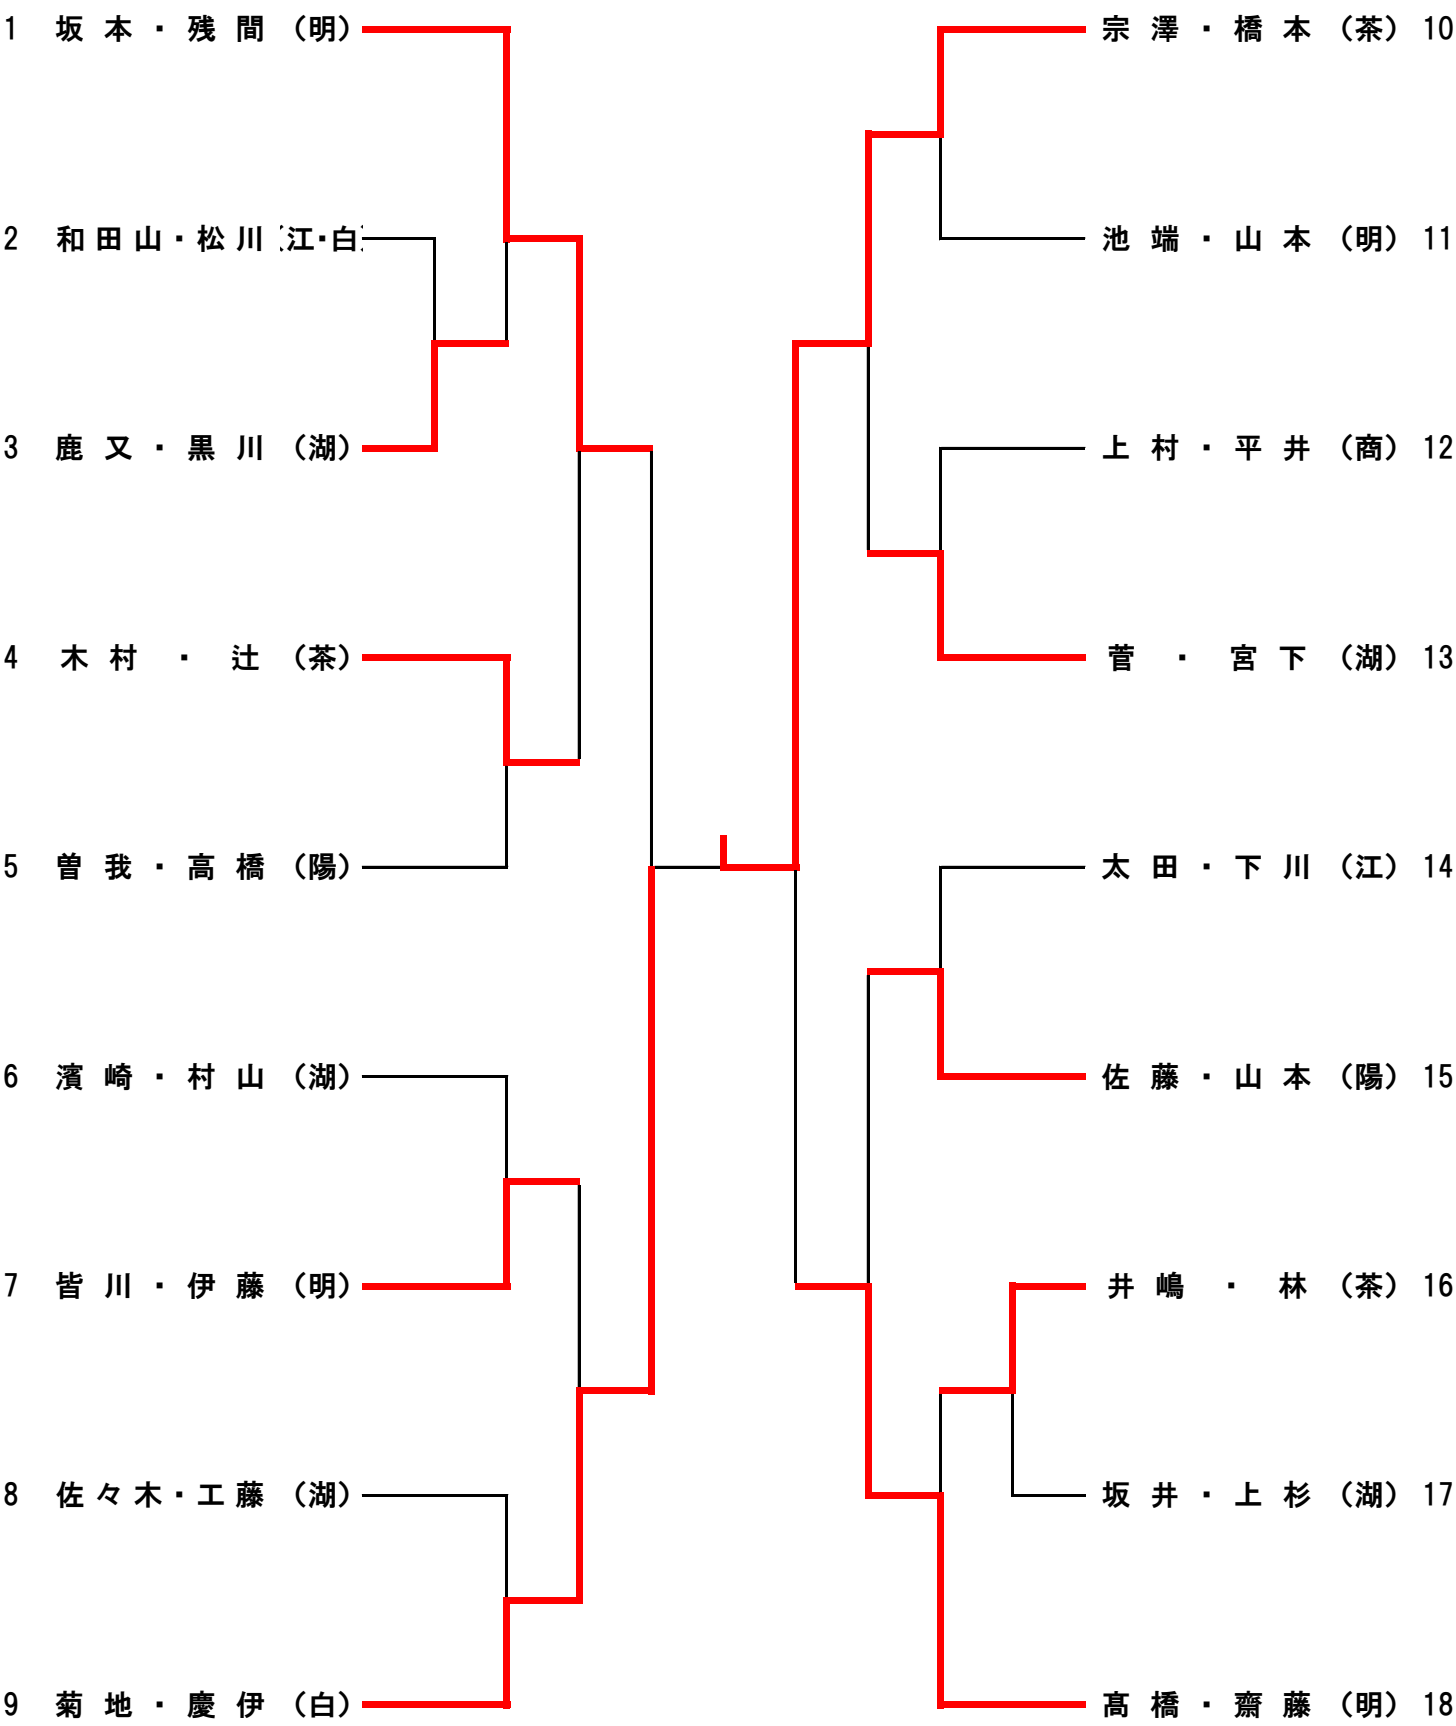 1 坂本・残間（明）
2 和田山・松川（江・白）
3 鹿又・黒川（湖）
4 木村・辻（茶）
5 曽我・高橋（陽）
6 濱崎・村山（湖）
7 皆川・伊藤（明）
8 佐々木・工藤（湖）
9 菊地・慶伊（白）
宗澤・橋本（茶）10
池端・山本（明）11
上村・平井（商）12
菅・宮下（湖）13
太田・下川（江）14
佐藤・山本（陽）15
井嶋・林（茶）16
坂井・上杉（湖）17
髙橋・齋藤（明）18